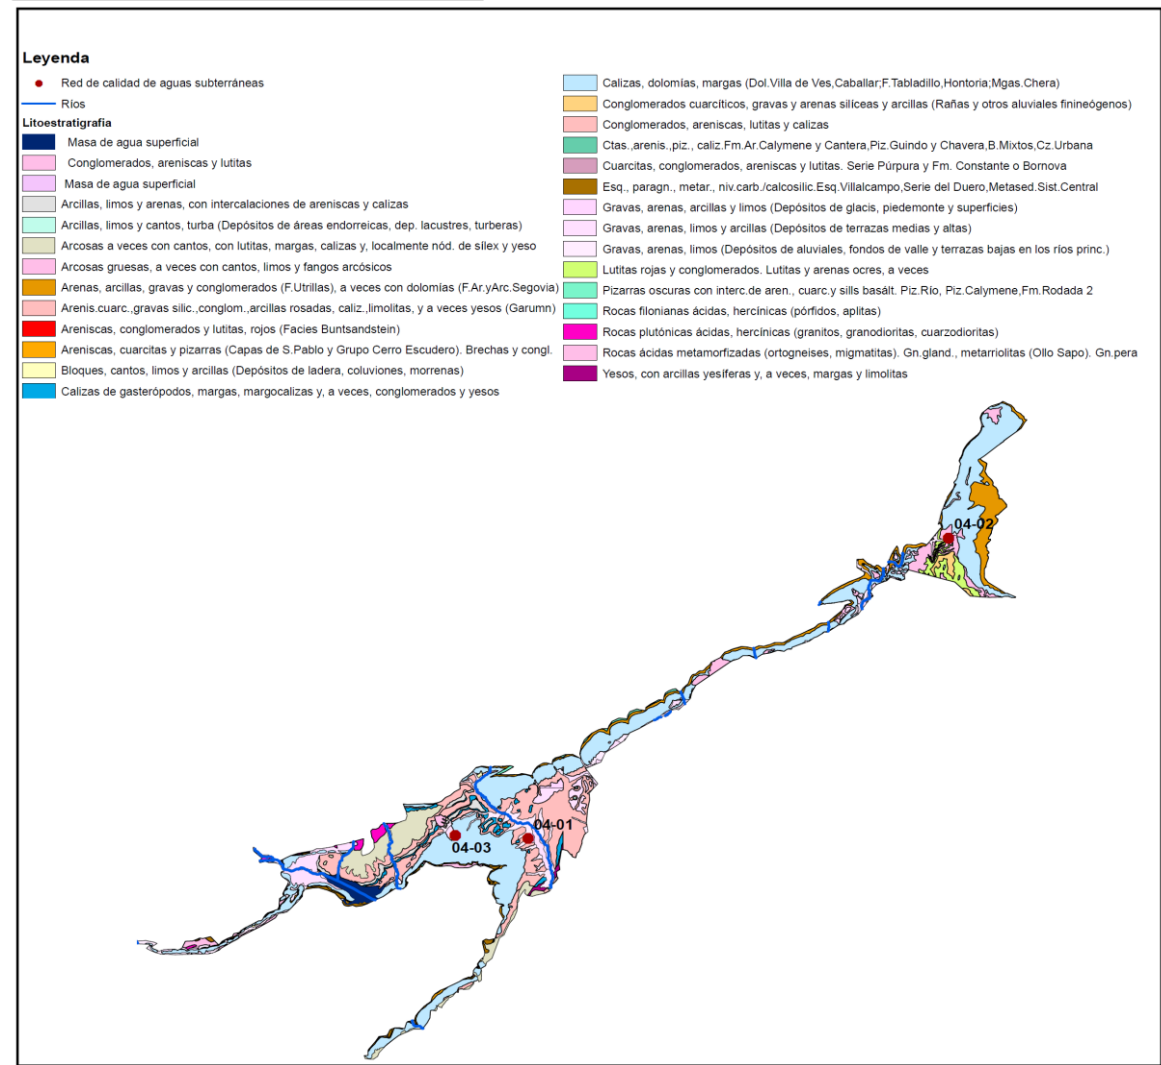 Leyenda
Red de calidad de aguas subterráneas
Ríos
Litoestratigrafia
Masa de agua superficial
Conglomerados, areniscas y lutitas
Masa de agua superficial
Arcillas, limos y arenas, con intercalaciones de areniscas y calizas
Arcillas, limos y cantos, turba (Depósitos de áreas endorreicas, dep. lacustres, turberas)
Arcosas a veces con cantos, con lutitas, margas, calizas y, localmente nód. de sílex y yeso
Arcosas gruesas, a veces con cantos, limos y fangos arcósicos
Arenas, arcillas, gravas y conglomerados (F.Utrillas), a veces con dolomías (F.Ar.yArc.Segovia)
Arenis.cuarc.,gravas silic.,conglom.,arcillas rosadas, caliz.,limolitas, y a veces yesos (Garumn)
Areniscas, conglomerados y lutitas, rojos (Facies Buntsandstein)
Areniscas, cuarcitas y pizarras (Capas de S.Pablo y Grupo Cerro Escudero). Brechas y congl.
Bloques, cantos, limos y arcillas (Depósitos de ladera, coluviones, morrenas)
Calizas de gasterópodos, margas, margocalizas y, a veces, conglomerados y yesos
Calizas, dolomías, margas (Dol.Villa de Ves,Caballar;F.Tabladillo,Hontoria;Mgas.Chera)
Conglomerados cuarcíticos, gravas y arenas silíceas y arcillas (Rañas y otros aluviales finineógenos)
Conglomerados, areniscas, lutitas y calizas
Ctas.,arenis.,piz., caliz.Fm.Ar.Calymene y Cantera,Piz.Guindo y Chavera,B.Mixtos,Cz.Urbana
Cuarcitas, conglomerados, areniscas y lutitas. Serie Púrpura y Fm. Constante o Bornova
Esq., paragn., metar., niv.carb./calcosilic.Esq.Villalcampo,Serie del Duero,Metased.Sist.Central
Gravas, arenas, arcillas y limos (Depósitos de glacis, piedemonte y superficies)
Gravas, arenas, limos y arcillas (Depósitos de terrazas medias y altas)
Gravas, arenas, limos (Depósitos de aluviales, fondos de valle y terrazas bajas en los ríos princ.)
Lutitas rojas y conglomerados. Lutitas y arenas ocres, a veces
Pizarras oscuras con interc.de aren., cuarc.y sills basált. Piz.Río, Piz.Calymene,Fm.Rodada 2
Rocas filonianas ácidas, hercínicas (pórfidos, aplitas)
Rocas plutónicas ácidas, hercínicas (granitos, granodioritas, cuarzodioritas)
Rocas ácidas metamorfizadas (ortogneises, migmatitas). Gn.gland., metarriolitas (Ollo Sapo). Gn.pera
Yesos, con arcillas yesíferas y, a veces, margas y limolitas
04-02
04-01
04-03